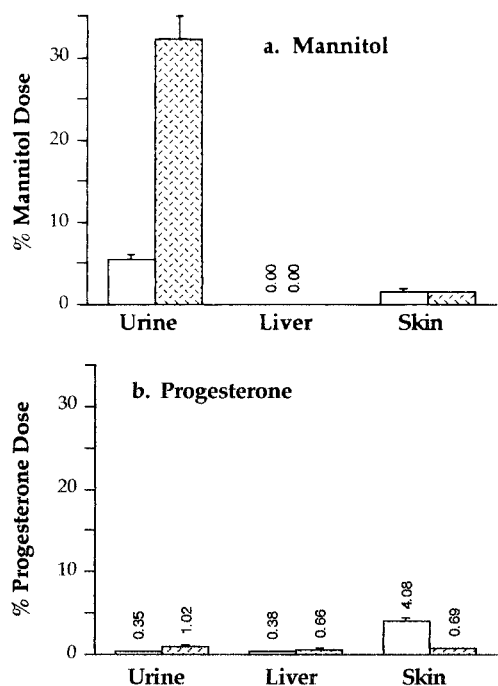 a. Mannitol
% Mannitol Dose
30
20
10
0
0.00
0.00
Urine
Liver
Skin
b. Progesterone
% Progesterone Dose
30
20
10
0
0.35
1.02
0.38
0.66
4.08
0.69
Urine
Liver
Skin